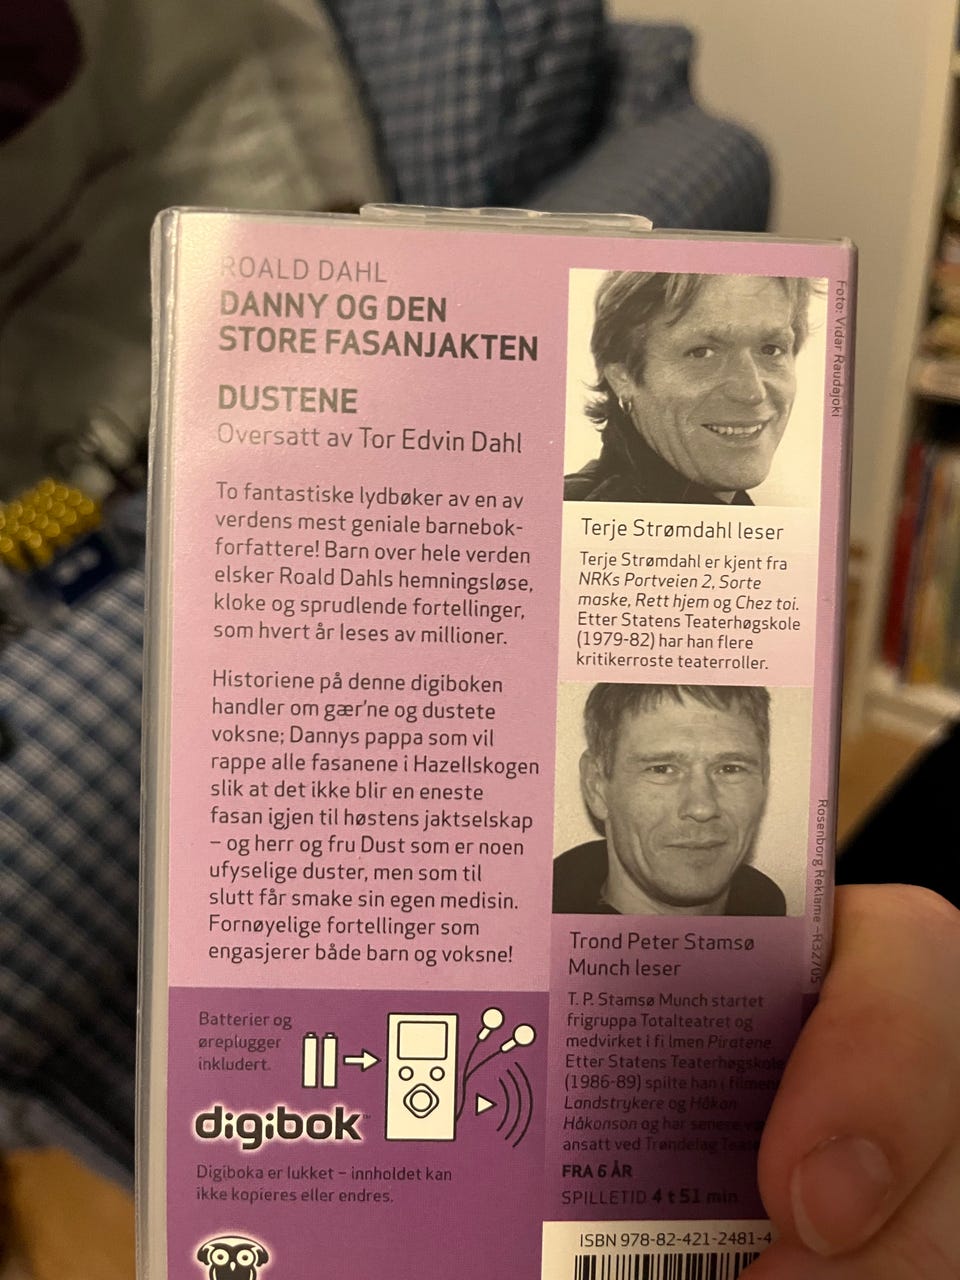 ROALD DAHL
DANNY OG DEN
STORE FASANJAKTEN
DUSTENE
Oversatt av Tor Edvin Dahl
To fantastiske lydbøker av en av
verdens mest geniale barnebok-
forfattere! Barn over hele verden
elsker Roald Dahls hemningsløse,
kloke og sprudlende fortellinger,
som hvert år leses av millioner.
Historiene på denne digiboken
handler om gær'ne og dustete
voksne; Dannys pappa som vil
rappe alle fasanene i Hazellskogen
slik at det ikke blir en eneste
fasan igjen til høstens jaktselskap
– og herr og fru Dust som er noen
ufyselige duster, men som til
slutt får smake sin egen medisin.
Fornøyelige fortellinger som
engasjerer både barn og voksne!
Batterier og
øreplugger
inkludert.
digibok™
Digiboka er lukket – innholdet kan
ikke kopieres eller endres.
Foto: Vidar Raudajoki
Terje Strømdahl leser
Terje Strømdahl er kjent fra
NRKs Portveien 2, Sorte
maske, Rett hjem og Chez toi.
Etter Statens Teaterhøgskole
(1979-82) har han flere
kritikerroste teaterroller.
Trond Peter Stamsø
Munch leser
T. P. Stamsø Munch startet
frigruppa Totalteatret og
medvirket i fi lmen Piratene.
Etter Statens Teaterhøgskole
(1986-89) spilte han i filmen
Landstrykere og Håkon
Håkonson og har senere
ansatt ved Trøndelag
FRA 6 ÅR
SPILLETID 4 t 51 min
Rosenborg Reklame –R32705
ISBN 978-82-421-2481-4